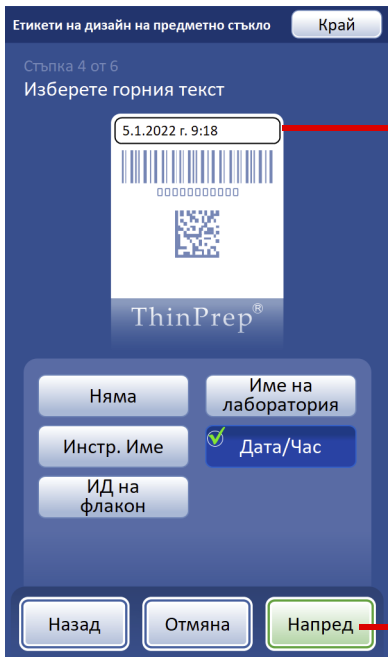 Етикети на дизайн на предметно стъкло
Край
Стъпка 4 от 6
Изберете горния текст
5.1.2022 г. 9:18
00000000000
ThinPrep®
Няма
Име на
лаборатория
Инстр. Име
Дата/Час
ИД на
флакон
Назад
Отмяна
Напред